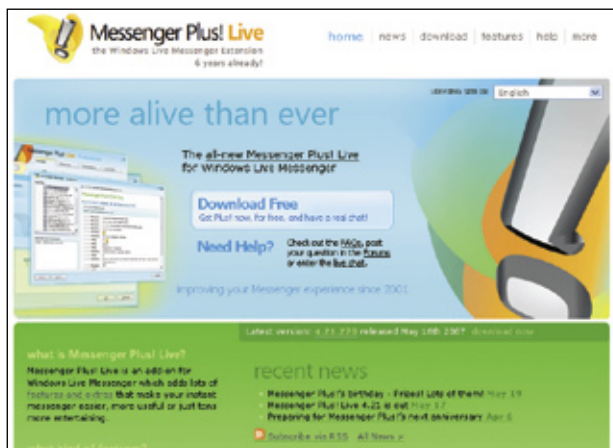 Messenger Plus! Live
the Windows Live Messenger Extension
6 years already!
home news download features help more
English
more alive than ever
The all-new Messenger Plus! Live
for Windows Live Messenger
Download Free
Get Plus! now, for free, and have a real chat!
Need Help?
Check out the FAQs, post
your question in the Forums
or enter the live chat.
improving your Messenger experience since 2001
Latest version: 4.21.279 released May 18th 2007 download now
what is Messenger Plus! Live?
Messenger Plus! Live is an add-on for
Windows Live Messenger which adds lots of
features and extras that make your instant
messenger easier, more useful or just tons
more entertaining.
recent news
Messenger Plus!'s birthday - Prizes! Lots of them! May 19
Messenger Plus! Live 4.21 is out May 17
Preparing for Messenger Plus!'s next anniversary Apr 6
Subscribe via RSS All News >